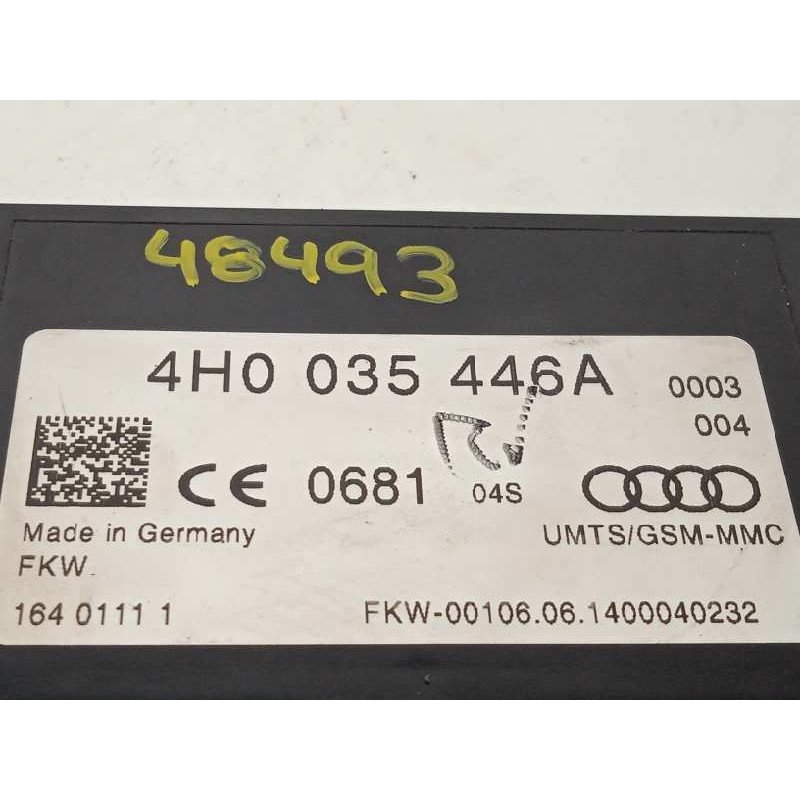 48493
4H0 035 446A 0003
004
CE 0681 04S
Made in Germany UMTS/GSM-MMC
FKW.
164 0111 1 FKW-00106.06.1400040232